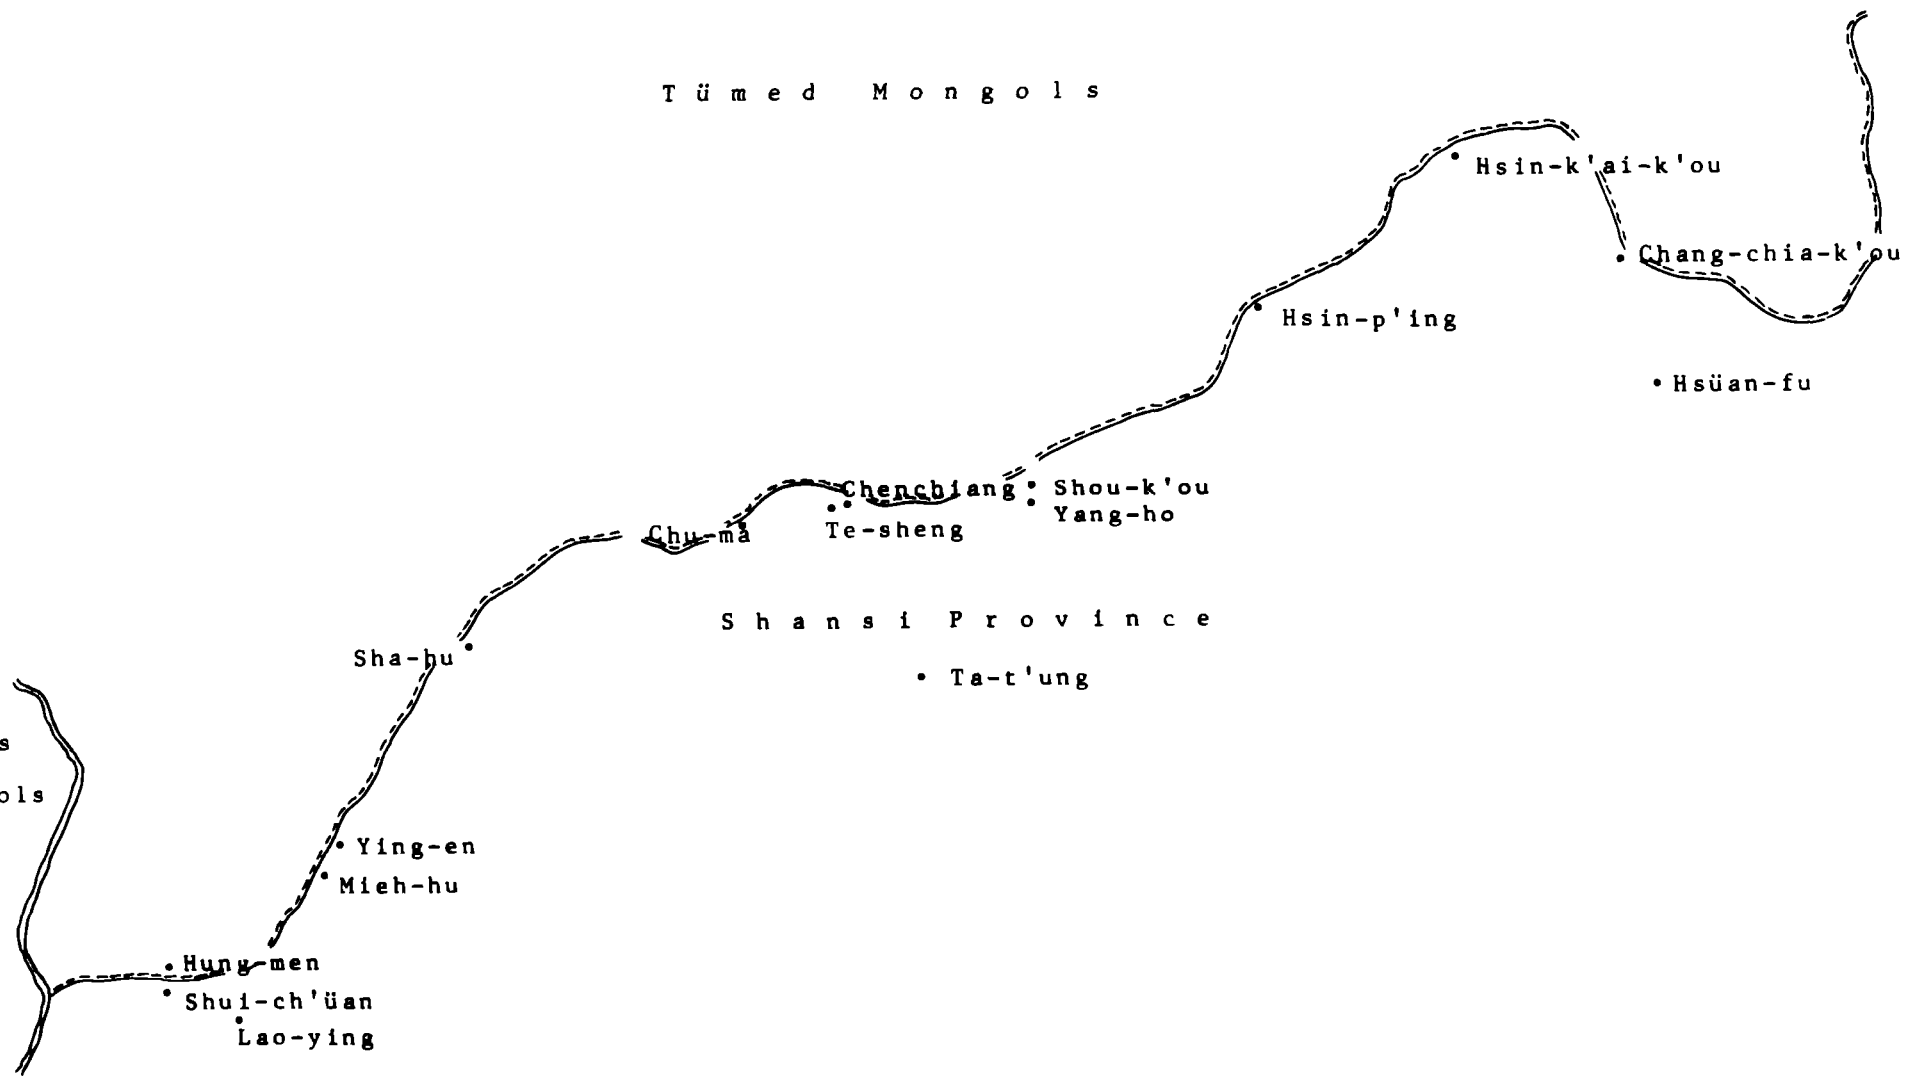 Tümed Mongols
Hsin-k'ai-k'ou
Chang-chia-k'ou
Hsin-p'ing
Hsüan-fu
Chenchiang
Shou-k'ou
Yang-ho
Te-sheng
Chu-ma
Shansi Province
Sha-hu
Ta-t'ung
s
ols
Ying-en
Mieh-hu
Hung-men
Shui-ch'üan
Lao-ying